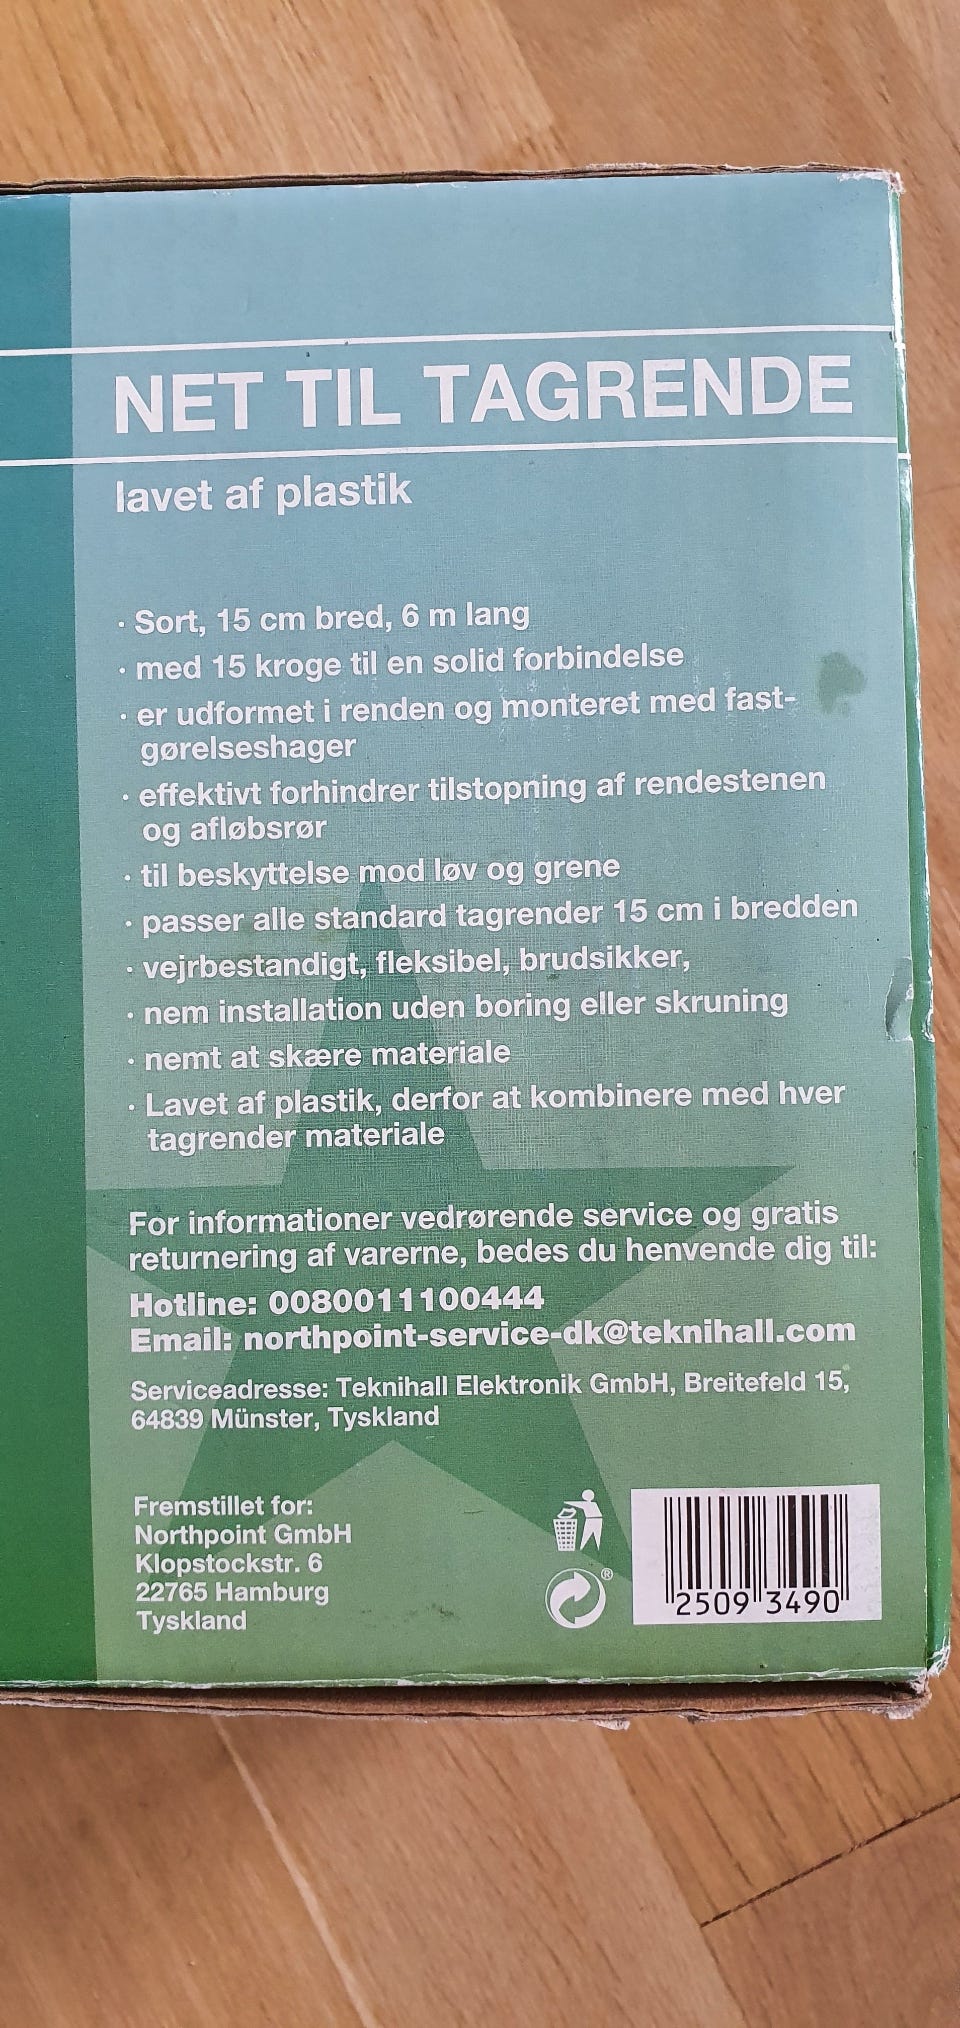 NET TIL TAGRENDE
lavet af plastik
· Sort, 15 cm bred, 6 m lang
· med 15 kroge til en solid forbindelse
· er udformet i renden og monteret med fast-
gørelseshager
· effektivt forhindrer tilstopning af rendestenen
og afløbsrør
· til beskyttelse mod løv og grene
· passer alle standard tagrender 15 cm i bredden
· vejrbestandigt, fleksibel, brudsikker,
· nem installation uden boring eller skruning
· nemt at skære materiale
· Lavet af plastik, derfor at kombinere med hver
tagrender materiale
For informationer vedrørende service og gratis
returnering af varerne, bedes du henvende dig til:
Hotline: 0080011100444
Email: northpoint-service-dk@teknihall.com
Serviceadresse: Teknihall Elektronik GmbH, Breitefeld 15,
64839 Münster, Tyskland
Fremstillet for:
Northpoint GmbH
Klopstockstr. 6
22765 Hamburg
Tyskland
®
2509 3490